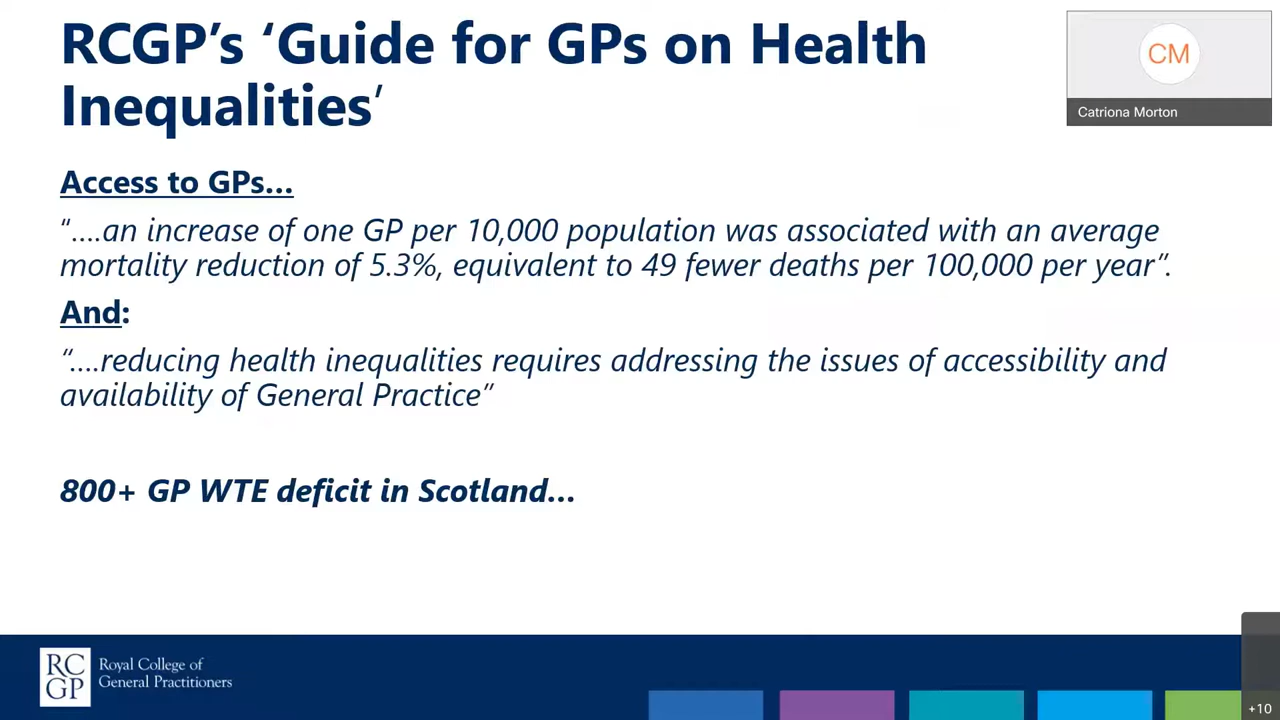 RCGP's 'Guide for GPs on Health
Inequalities'
CM
Catriona Morton
Access to GPs...
"....an increase of one GP per 10,000 population was associated with an average
mortality reduction of 5.3%, equivalent to 49 fewer deaths per 100,000 per year".
And:
"....reducing health inequalities requires addressing the issues of accessibility and
availability of General Practice"
800+ GP WTE deficit in Scotland...
RC
GP
Royal College of
General Practitioners
+10